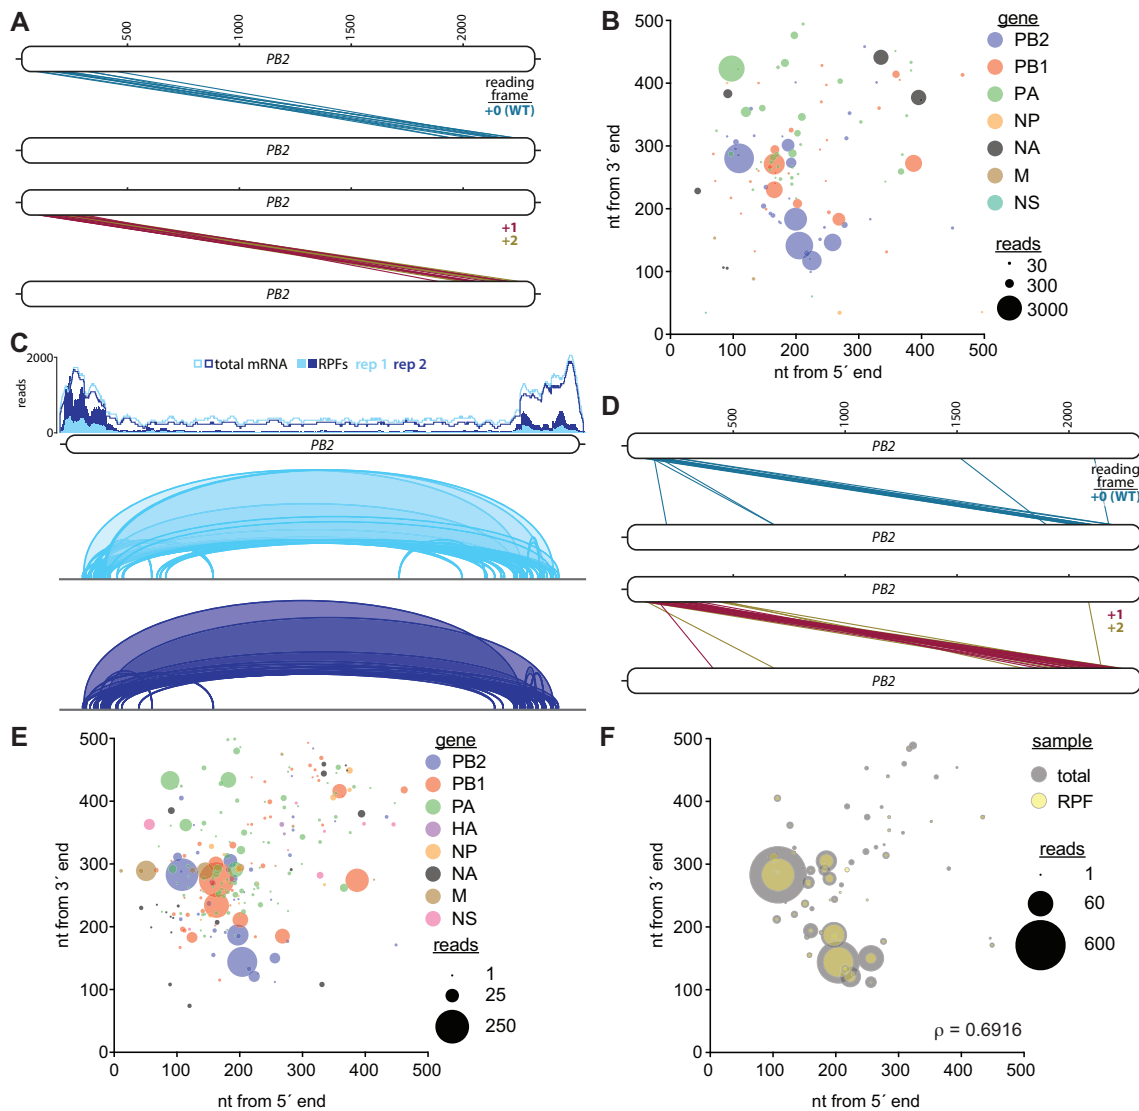 A
500
1000
1500
2000
PB2
reading
frame
+0 (WT)
PB2
PB2
+1
+2
PB2
B
500
400
300
200
100
0
nt from 3´ end
0
100
200
300
400
500
nt from 5´ end
gene
PB2
PB1
PA
NP
NA
M
NS
reads
30
300
3000
C
2000
reads
0
total mRNA
RPFs
rep 1
rep 2
PB2
D
500
1000
1500
2000
PB2
reading
frame
+0 (WT)
PB2
PB2
+1
+2
PB2
E
500
400
300
200
100
0
nt from 3´ end
0
100
200
300
400
500
nt from 5´ end
gene
PB2
PB1
PA
HA
NP
NA
M
NS
reads
1
25
250
F
500
400
300
200
100
0
nt from 3´ end
0
100
200
300
400
500
nt from 5´ end
sample
total
RPF
reads
1
60
600
ρ = 0.6916